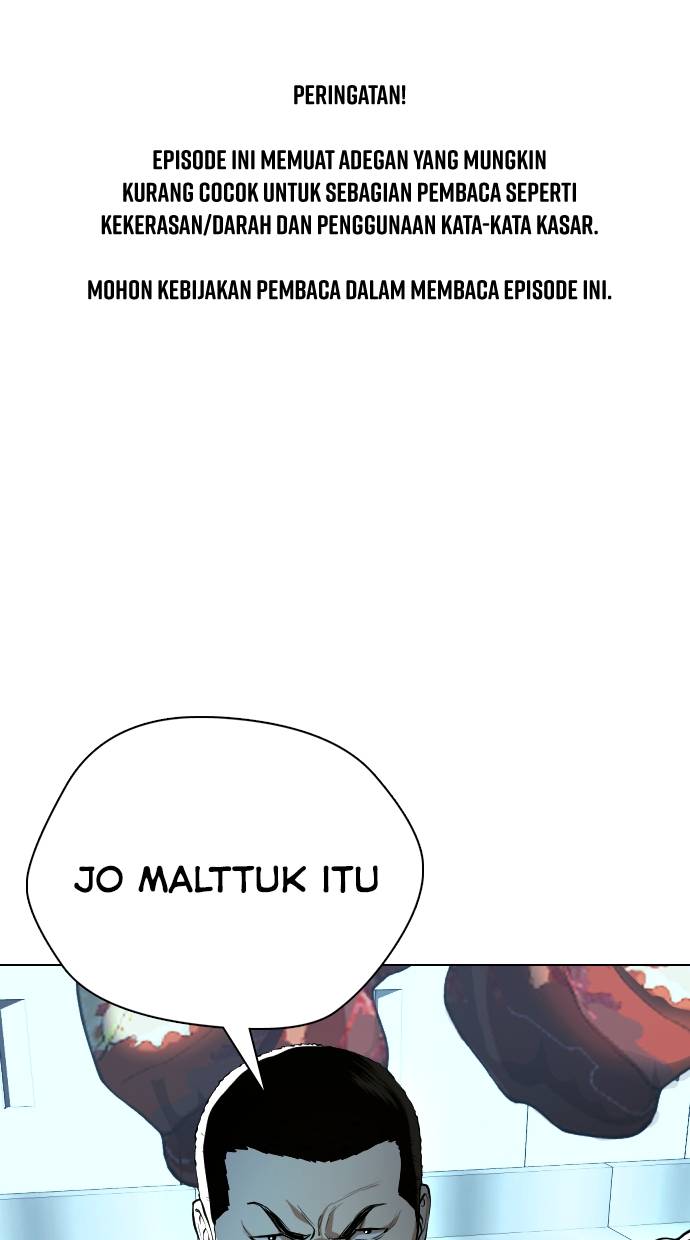 PERINGATAN!
EPISODE INI MEMUAT ADEGAN YANG MUNGKIN
KURANG COCOK UNTUK SEBAGIAN PEMBACA SEPERTI
KEKERASAN/DARAH DAN PENGGUNAAN KATA-KATA KASAR.
MOHON KEBIJAKAN PEMBACA DALAM MEMBACA EPISODE INI.
JO MALTTUK ITU